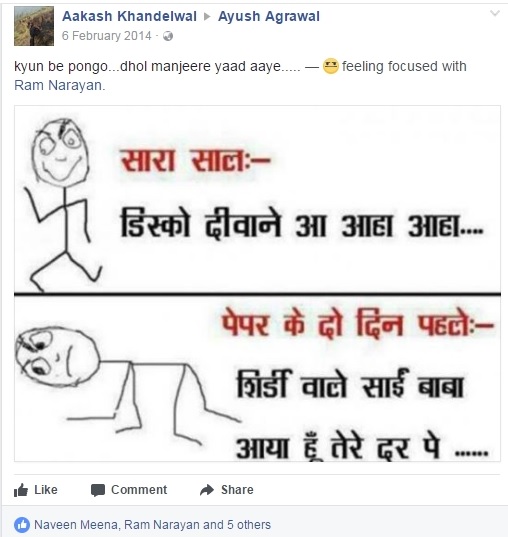 Aakash Khandelwal ▸ Ayush Agrawal
6 February 2014 ·
kyun be pongo...dhol manjeere yaad aaye..... — feeling focused with
Ram Narayan.
सारा सालः–
डिस्को दीवाने आ आहा आहा....
पेपर के दो दिन पहलेः–
शिर्डी वाले साईं बाबा
आया हूँ तेरे दर पे ......
Like Comment Share
Naveen Meena, Ram Narayan and 5 others